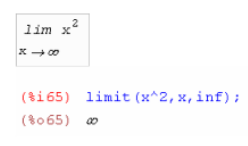 lim x²
x → ∞
(%i65) limit(x^2,x,inf);
(%o65) ∞